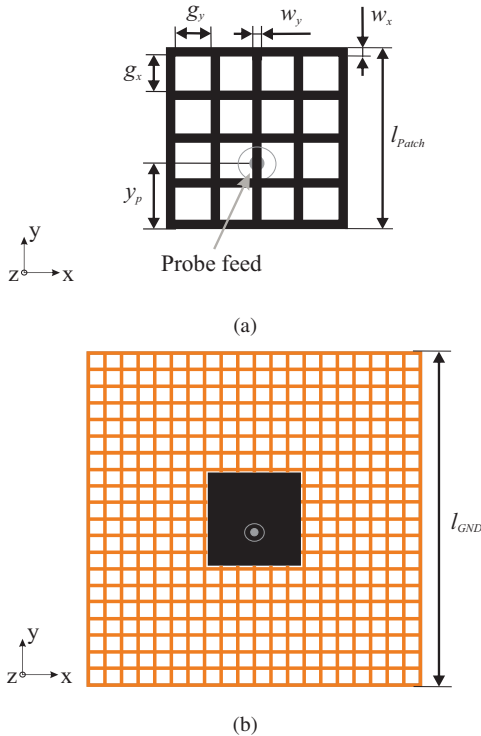 g_y w_y w_x
g_x
l_Patch
y_p
y
z x
Probe feed
(a)
l_GND
y
z x
(b)